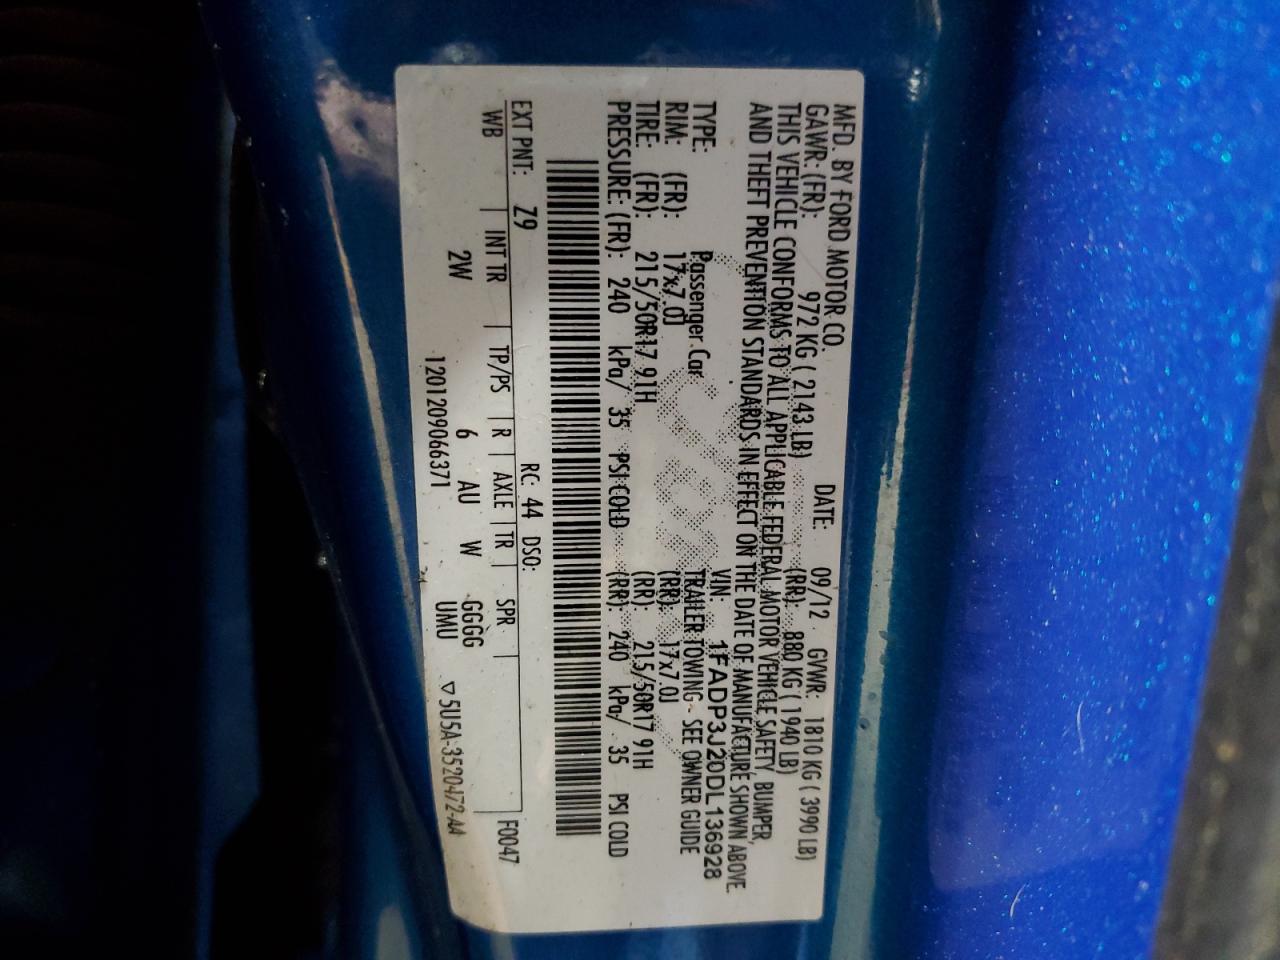 MFD. BY FORD MOTOR CO.
DATE: 09/12 GVWR: 1810 KG ( 3990 LB)
GAWR: (FR): 972 KG ( 2143 LB) (RR): 880 KG ( 1940 LB)
THIS VEHICLE CONFORMS TO ALL APPLICABLE FEDERAL MOTOR VEHICLE SAFETY, BUMPER,
AND THEFT PREVENTION STANDARDS IN EFFECT ON THE DATE OF MANUFACTURE SHOWN ABOVE.
VIN: 1FADP3J20DL136928
TYPE: Passenger Car TRAILER TOWING - SEE OWNER GUIDE
RIM: (FR): 17x7.0J (RR): 17x7.0J
TIRE: (FR): 215/50R17 91H (RR): 215/50R17 91H
PRESSURE: (FR): 240 kPa/ 35 PSI COLD (RR): 240 kPa/ 35 PSI COLD
EXT PNT: Z9 RC: 44 DSO: F0047
WB INT TR TP/PS R AXLE TR SPR
2W 6 AU W GGGG
UMU ▽5U5A-3520472-AA
1201209066371